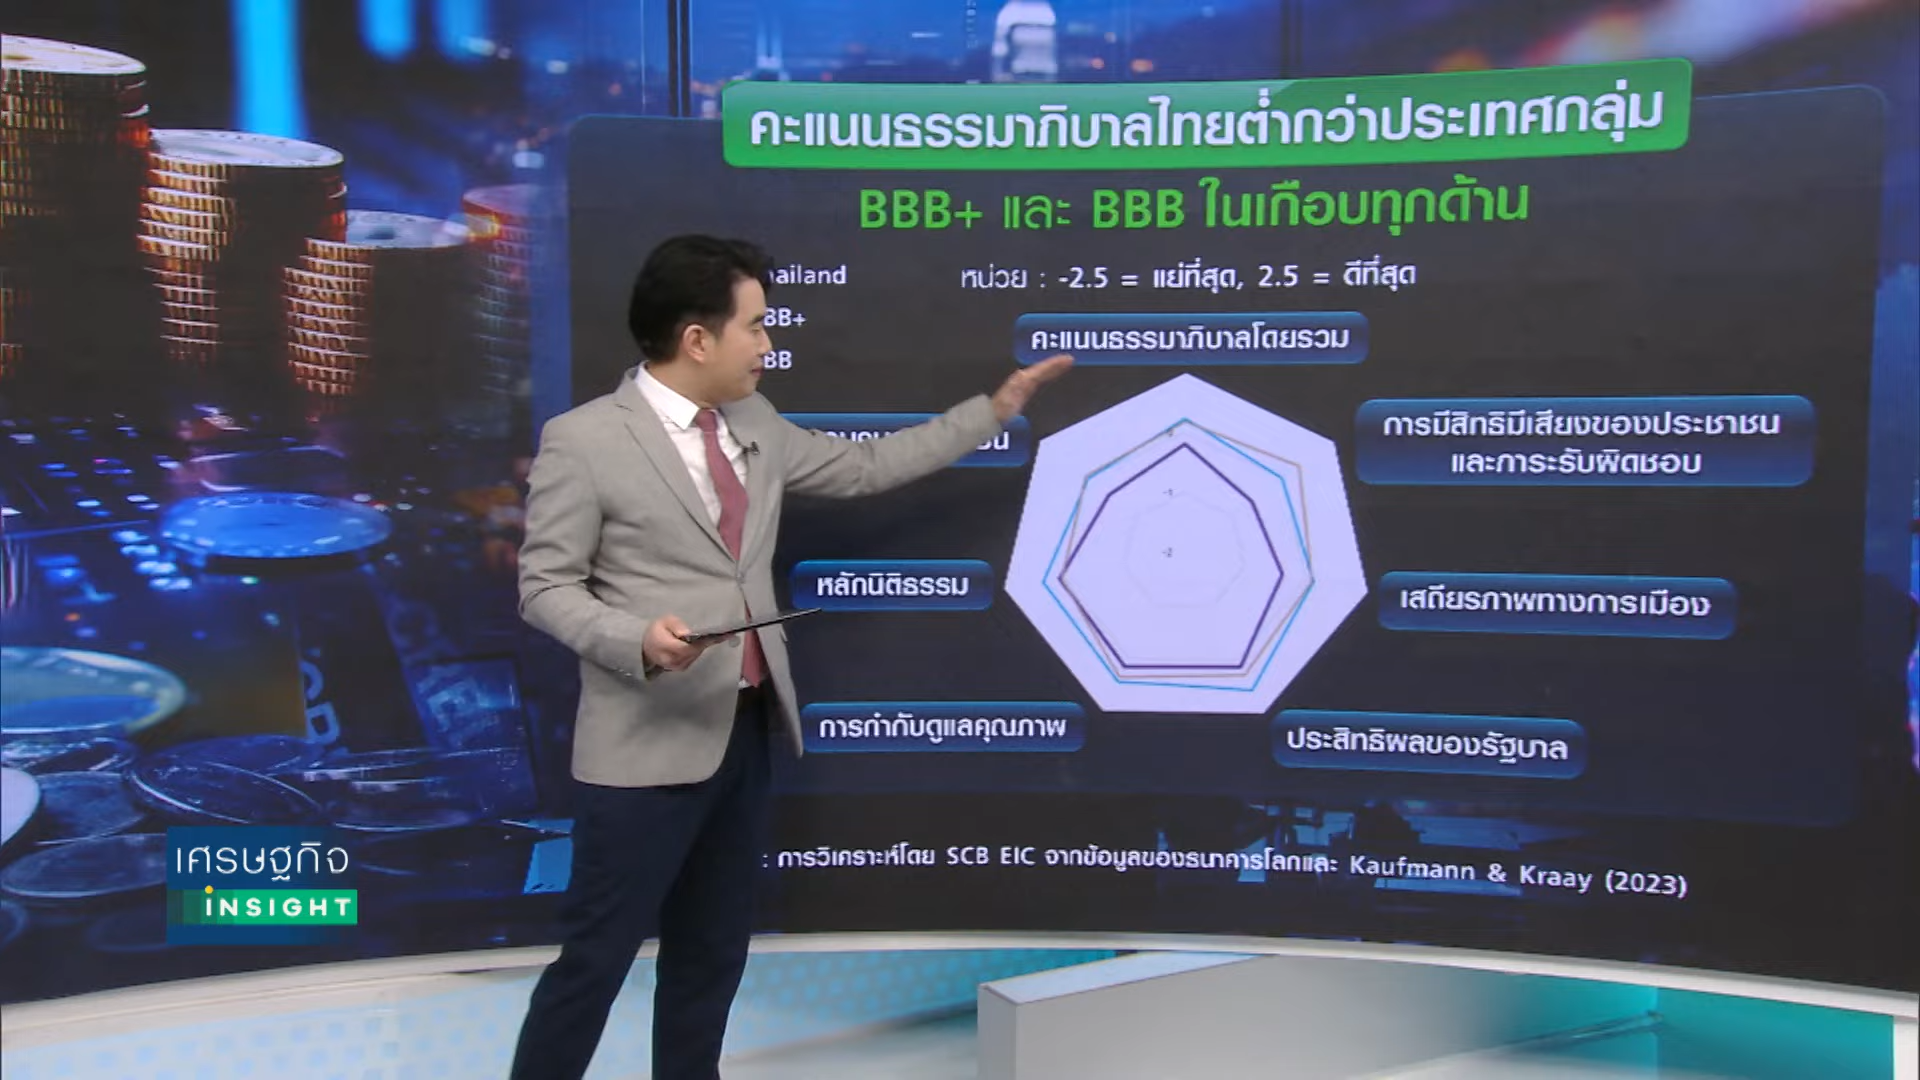 คะแนนธรรมาภิบาลไทยต่ำกว่าประเทศกลุ่ม
BBB+ และ BBB ในเกือบทุกด้าน
หน่วย : -2.5 = แย่ที่สุด, 2.5 = ดีที่สุด
ailand
BB+
BB
คะแนนธรรมาภิบาลโดยรวม
การมีสิทธิมีเสียงของประชาชน
และภาระรับผิดชอบ
-1
-2
หลักนิติธรรม
เสถียรภาพทางการเมือง
การกำกับดูแลคุณภาพ
ประสิทธิผลของรัฐบาล
: การวิเคราะห์โดย SCB EIC จากข้อมูลของธนาคารโลกและ Kaufmann & Kraay (2023)
เศรษฐกิจ
INSIGHT